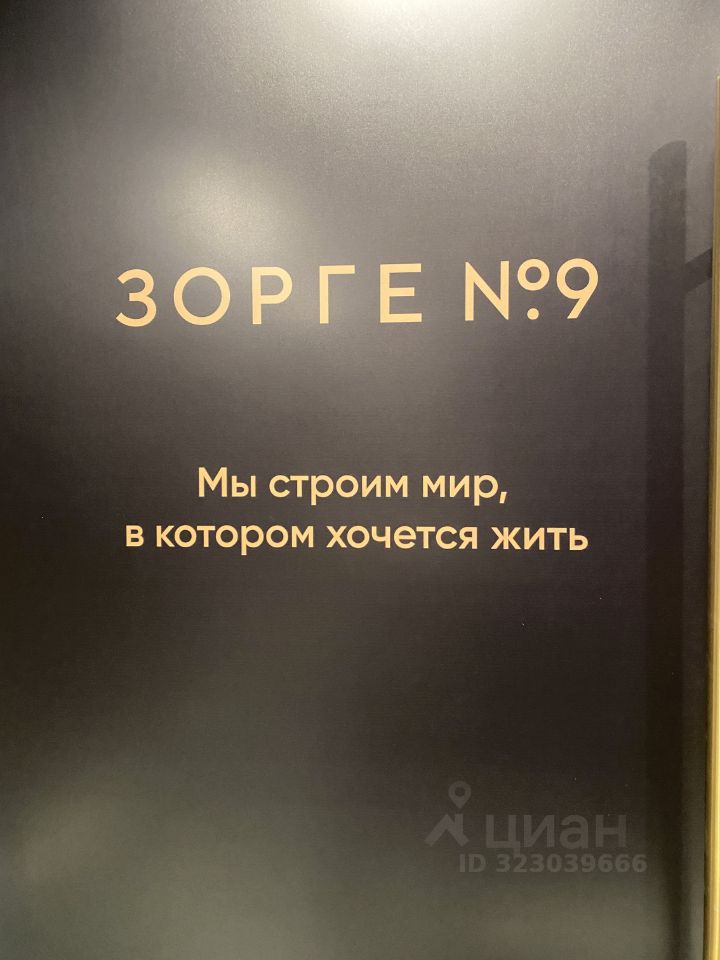 ЗОРГЕ №9
Мы строим мир,
в котором хочется жить
циан
ID 323039666